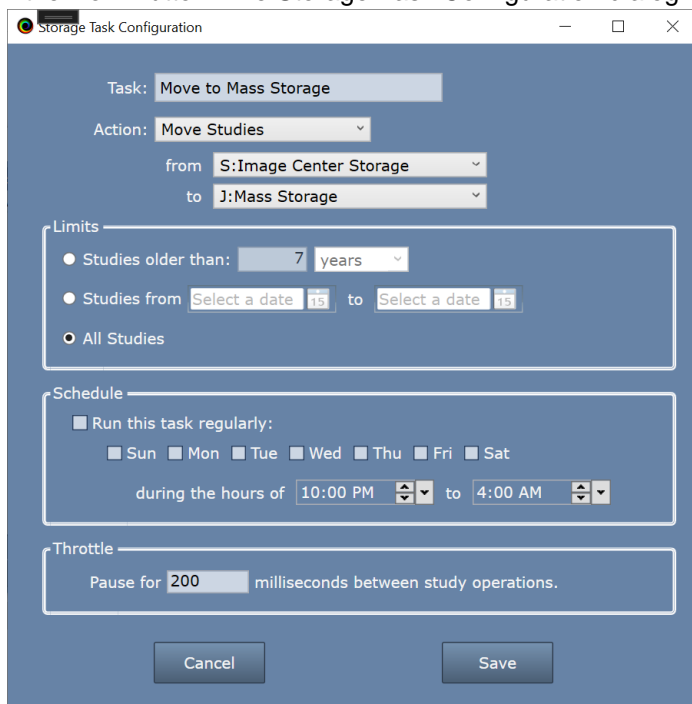 Storage Task Configuration
Task: Move to Mass Storage
Action: Move Studies
from S:Image Center Storage
to J:Mass Storage
Limits
Studies older than: 7 years
Studies from Select a date 15 to Select a date 15
All Studies
Schedule
Run this task regularly:
Sun Mon Tue Wed Thu Fri Sat
during the hours of 10:00 PM to 4:00 AM
Throttle
Pause for 200 milliseconds between study operations.
Cancel Save